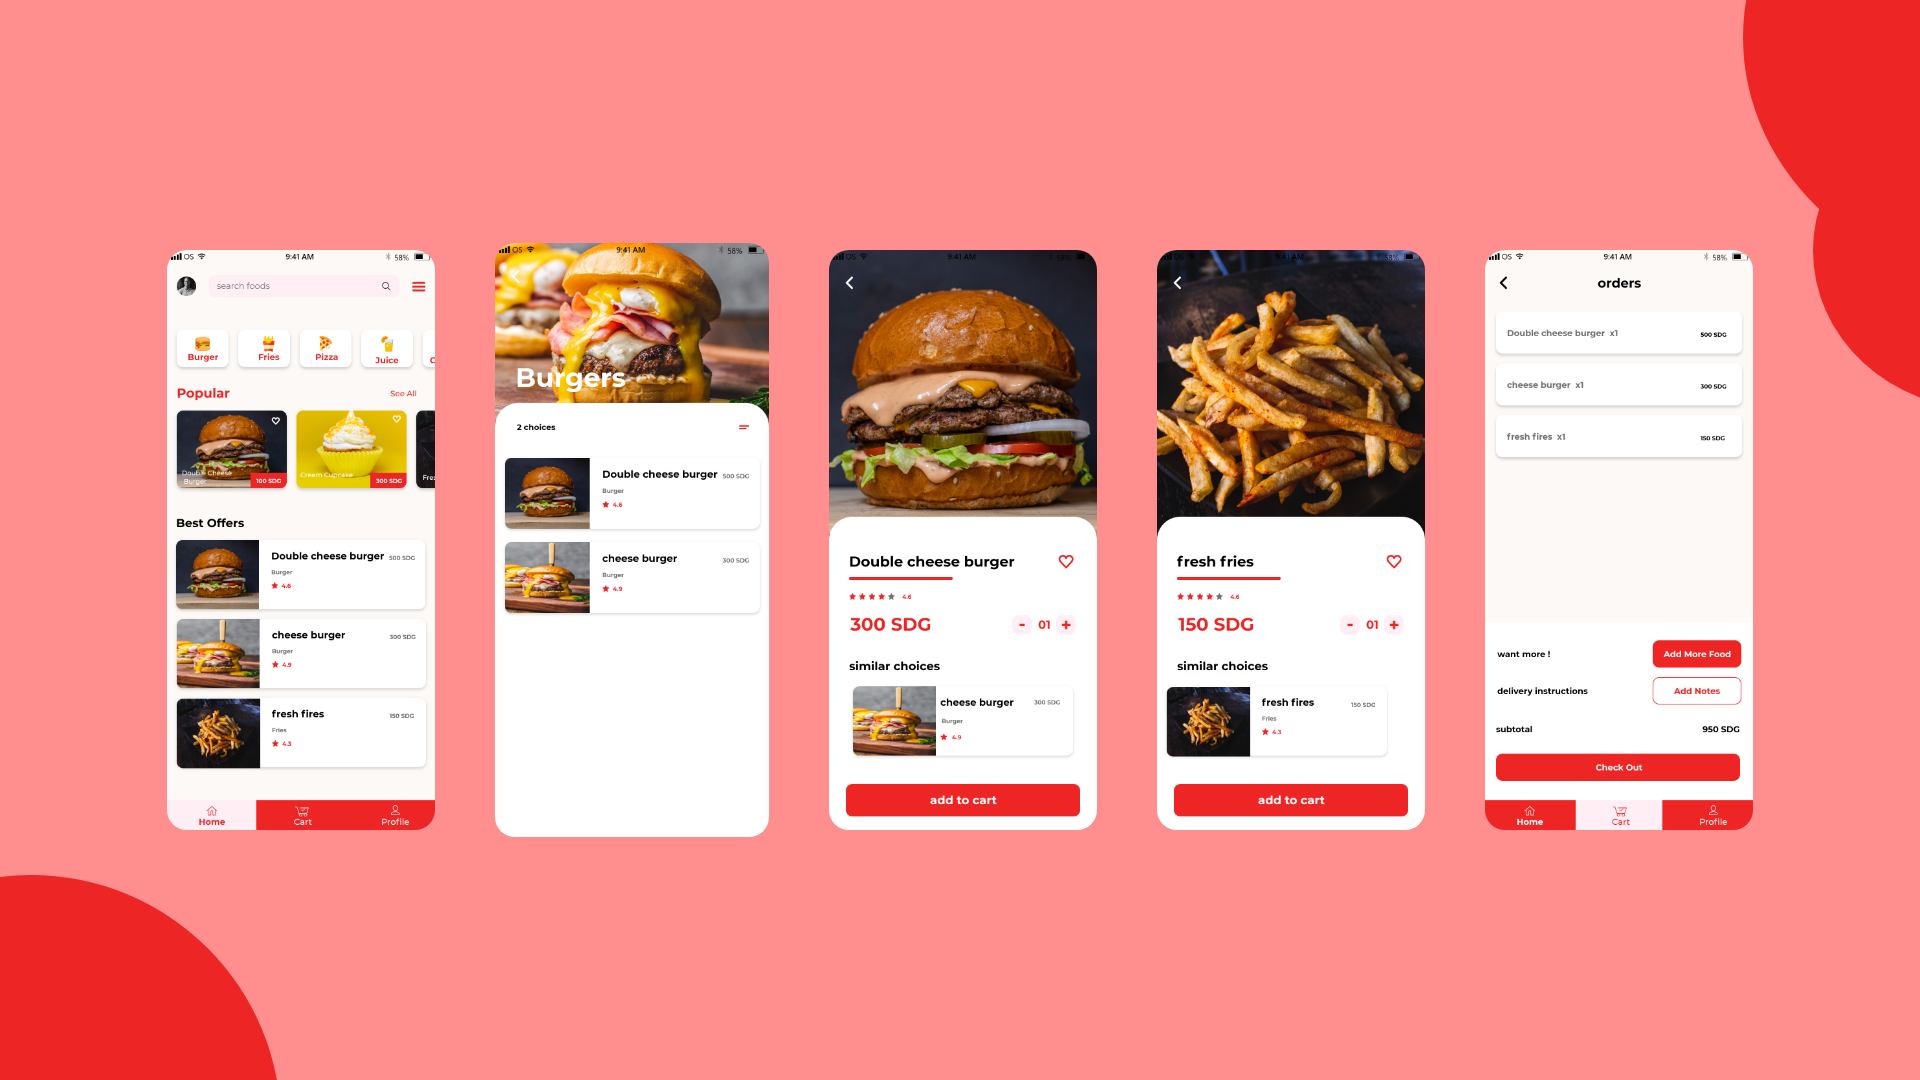 OS
9:41 AM
58%
search foods
Burger
Fries
Pizza
Juice
Popular
See All
Double Cheese
Burger
100 SDG
Cream Cupcake
300 SDG
Best Offers
Double cheese burger
500 SDG
Burger
4.6
cheese burger
300 SDG
Burger
4.9
fresh fires
150 SDG
Fries
4.3
Home
Cart
Profile
OS
9:41 AM
58%
Burgers
2 choices
Double cheese burger
500 SDG
Burger
4.6
cheese burger
300 SDG
Burger
4.9
OS
9:41 AM
58%
Double cheese burger
4.6
300 SDG
- 01 +
similar choices
cheese burger
300 SDG
Burger
4.9
add to cart
9:41 AM
58%
fresh fries
4.6
150 SDG
- 01 +
similar choices
fresh fires
150 SDG
Fries
4.3
add to cart
OS
9:41 AM
58%
orders
Double cheese burger x1
500 SDG
cheese burger x1
300 SDG
fresh fires x1
150 SDG
want more !
Add More Food
delivery instructions
Add Notes
subtotal
950 SDG
Check Out
Home
Cart
Profile